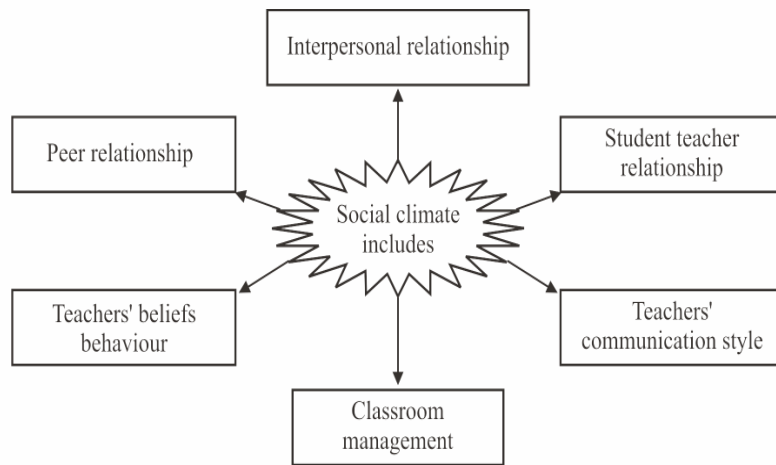 Interpersonal relationship
Peer relationship
Student teacher
relationship
Social climate
includes
Teachers' beliefs
behaviour
Teachers'
communication style
Classroom
management